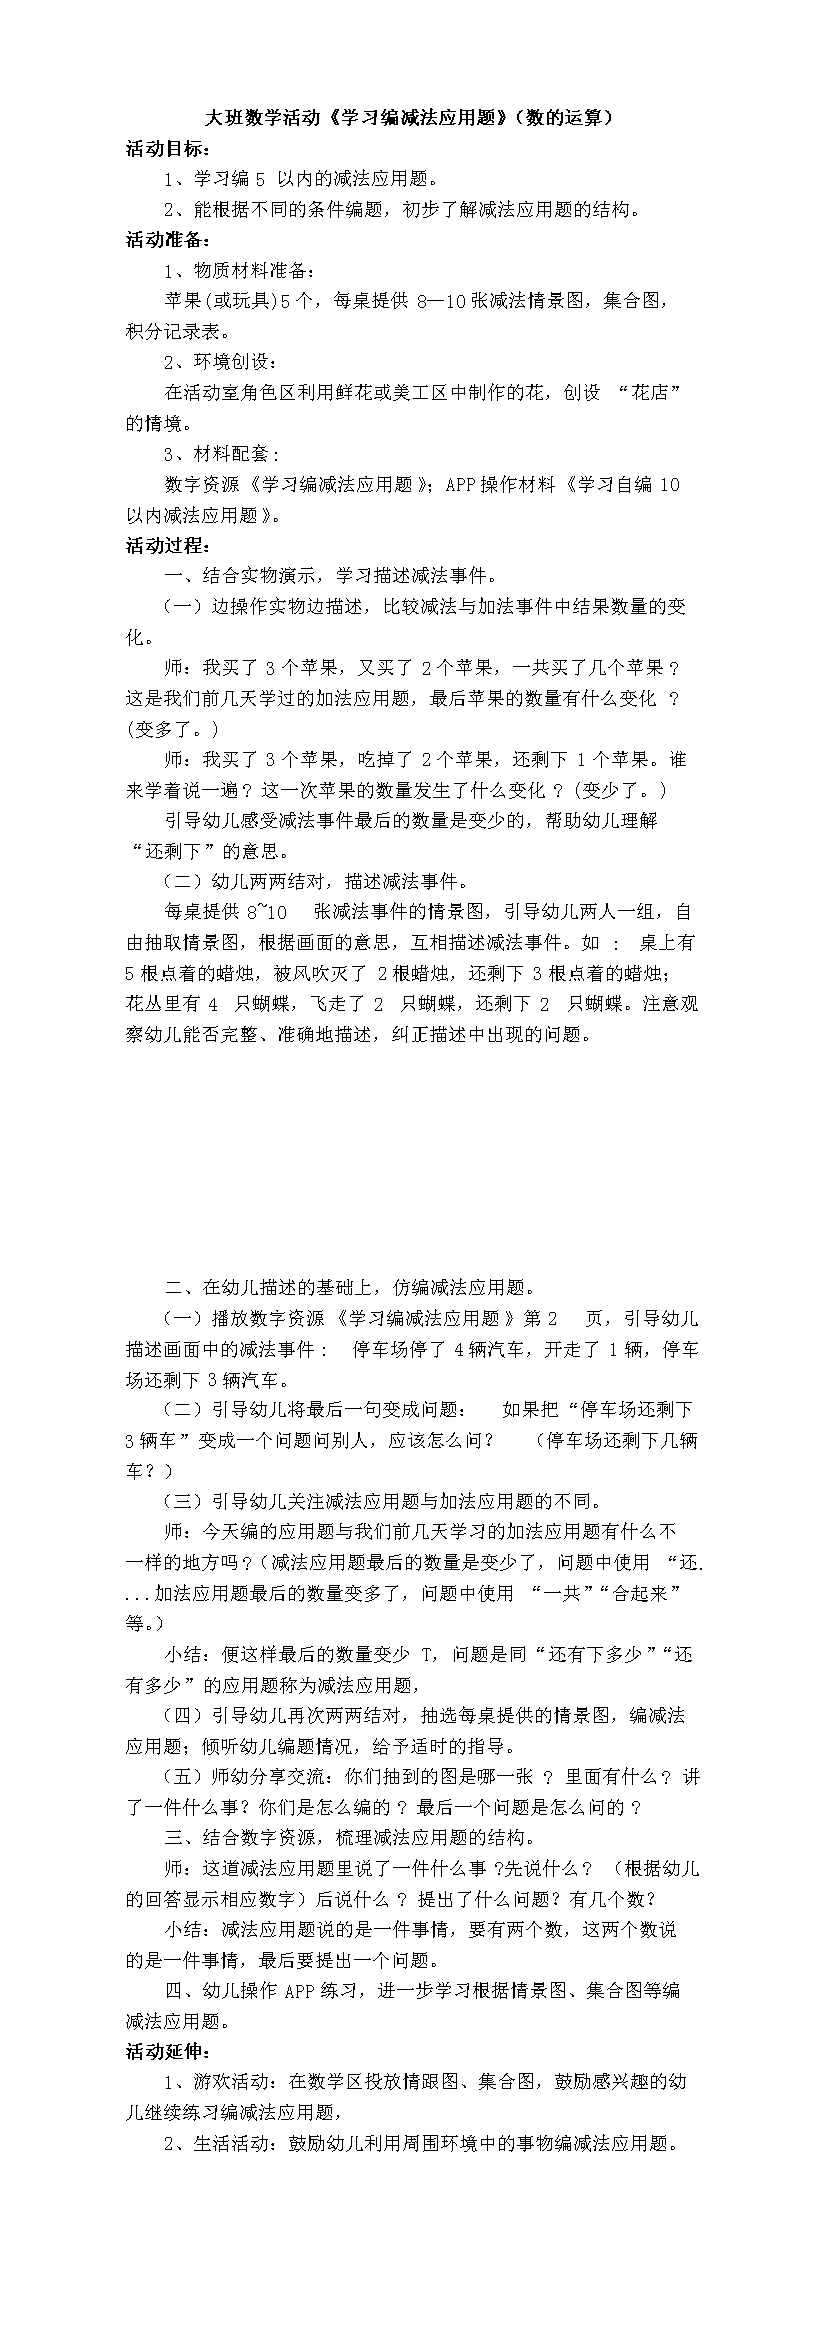 大班数学活动《学习编减法应用题》（数的运算）
活动目标：
1、学习编5 以内的减法应用题。
2、能根据不同的条件编题，初步了解减法应用题的结构。
活动准备：
1、物质材料准备：
苹果(或玩具)5个，每桌提供 8—10张减法情景图，集合图，
积分记录表。
2、环境创设：
在活动室角色区利用鲜花或美工区中制作的花，创设 “花店”
的情境。
3、材料配套：
数字资源《学习编减法应用题》；APP操作材料《学习自编 10
以内减法应用题》。
活动过程：
一、结合实物演示，学习描述减法事件。
（一）边操作实物边描述，比较减法与加法事件中结果数量的变
化。
师：我买了 3 个苹果，又买了 2个苹果，一共买了几个苹果？
这是我们前几天学过的加法应用题，最后苹果的数量有什么变化 ？
(变多了。)
师：我买了 3 个苹果，吃掉了 2个苹果，还剩下 1 个苹果。谁
来学着说一遍？这一次苹果的数量发生了什么变化 ？(变少了。)
引导幼儿感受减法事件最后的数量是变少的，帮助幼儿理解
“还剩下”的意思。
（二）幼儿两两结对，描述减法事件。
每桌提供 8~10 张减法事件的情景图，引导幼儿两人一组，自
由抽取情景图，根据画面的意思，互相描述减法事件。如 ： 桌上有
5 根点着的蜡烛，被风吹灭了 2根蜡烛，还剩下 3 根点着的蜡烛；
花丛里有 4 只蝴蝶，飞走了 2 只蝴蝶，还剩下 2 只蝴蝶。注意观
察幼儿能否完整、准确地描述，纠正描述中出现的问题。
二、在幼儿描述的基础上，仿编减法应用题。
（一）播放数字资源《学习编减法应用题》第 2 页，引导幼儿
描述画面中的减法事件： 停车场停了 4辆汽车，开走了 1 辆，停车
场还剩下 3辆汽车。
（二）引导幼儿将最后一句变成问题： 如果把“停车场还剩下
3 辆车”变成一个问题问别人，应该怎么问？ （停车场还剩下几辆
车？）
（三）引导幼儿关注减法应用题与加法应用题的不同。
师：今天编的应用题与我们前几天学习的加法应用题有什么不
一样的地方吗？（减法应用题最后的数量是变少了，问题中使用 “还.
...加法应用题最后的数量变多了，问题中使用 “一共”“合起来”
等。）
小结：便这样最后的数量变少 T，问题是同“还有下多少”“还
有多少”的应用题称为减法应用题，
（四）引导幼儿再次两两结对，抽选每桌提供的情景图，编减法
应用题；倾听幼儿编题情况，给予适时的指导。
（五）师幼分享交流：你们抽到的图是哪一张 ？里面有什么？讲
了一件什么事？你们是怎么编的？最后一个问题是怎么问的？
三、结合数字资源，梳理减法应用题的结构。
师：这道减法应用题里说了一件什么事?先说什么？（根据幼儿
的回答显示相应数字）后说什么？提出了什么问题？有几个数？
小结：减法应用题说的是一件事情，要有两个数，这两个数说
的是一件事情，最后要提出一个问题。
四、幼儿操作 APP 练习，进一步学习根据情景图、集合图等编
减法应用题。
活动延伸：
1、游欢活动：在数学区投放情跟图、集合图，鼓励感兴趣的幼
儿继续练习编减法应用题，
2、生活活动：鼓励幼儿利用周围环境中的事物编减法应用题。